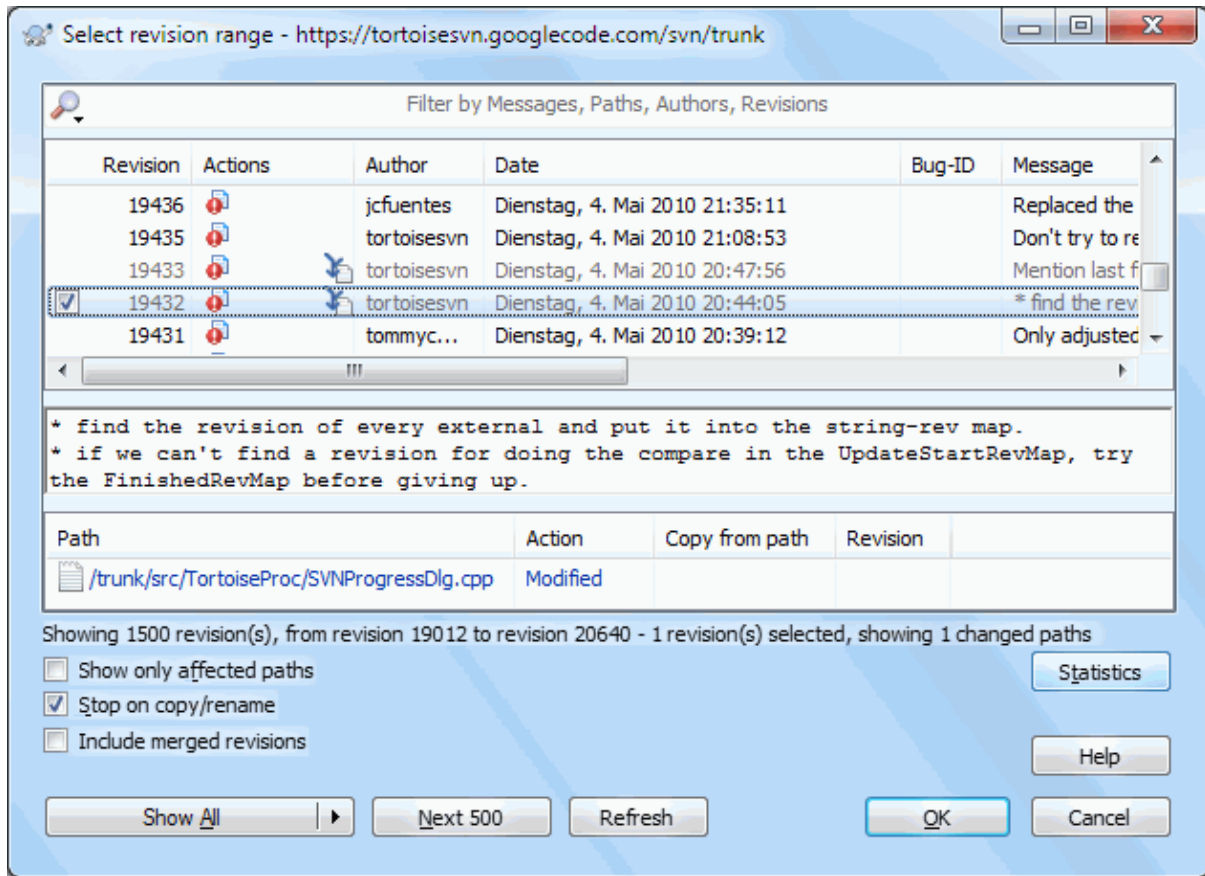 Select revision range - https://tortoisesvn.googlecode.com/svn/trunk
Filter by Messages, Paths, Authors, Revisions
Revision Actions Author Date Bug-ID Message
19436 jcfuentes Dienstag, 4. Mai 2010 21:35:11 Replaced the
19435 tortoisesvn Dienstag, 4. Mai 2010 21:08:53 Don't try to re
19433 tortoisesvn Dienstag, 4. Mai 2010 20:47:56 Mention last f
19432 tortoisesvn Dienstag, 4. Mai 2010 20:44:05 * find the rev
19431 tommyc... Dienstag, 4. Mai 2010 20:39:12 Only adjusted
* find the revision of every external and put it into the string-rev map.
* if we can't find a revision for doing the compare in the UpdateStartRevMap, try
the FinishedRevMap before giving up.
Path Action Copy from path Revision
/trunk/src/TortoiseProc/SVNProgressDlg.cpp Modified
Showing 1500 revision(s), from revision 19012 to revision 20640 - 1 revision(s) selected, showing 1 changed paths
Show only affected paths
Statistics
Stop on copy/rename
Include merged revisions
Help
Show All Next 500 Refresh OK Cancel